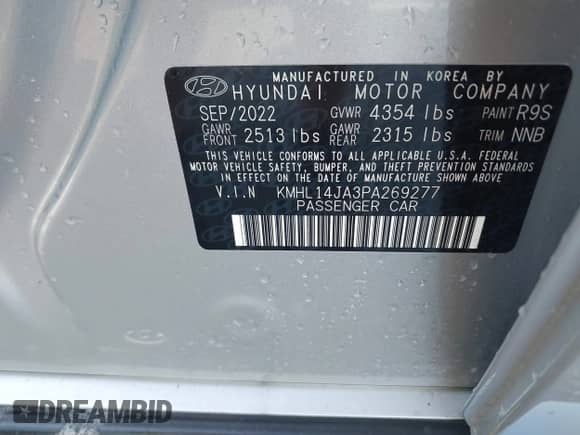 MANUFACTURED IN KOREA BY
HYUNDAI MOTOR COMPANY
SEP/2022 GVWR 4354 lbs PAINT R9S
GAWR FRONT 2513 lbs GAWR REAR 2315 lbs TRIM NNB
THIS VEHICLE CONFORMS TO ALL APPLICABLE U.S.A. FEDERAL
MOTOR VEHICLE SAFETY, BUMPER, AND THEFT PREVENTION STANDARDS
IN EFFECT ON THE DATE OF MANUFACTURE SHOWN ABOVE.
V.I.N KMHL14JA3PA269277
PASSENGER CAR
DREAMBID